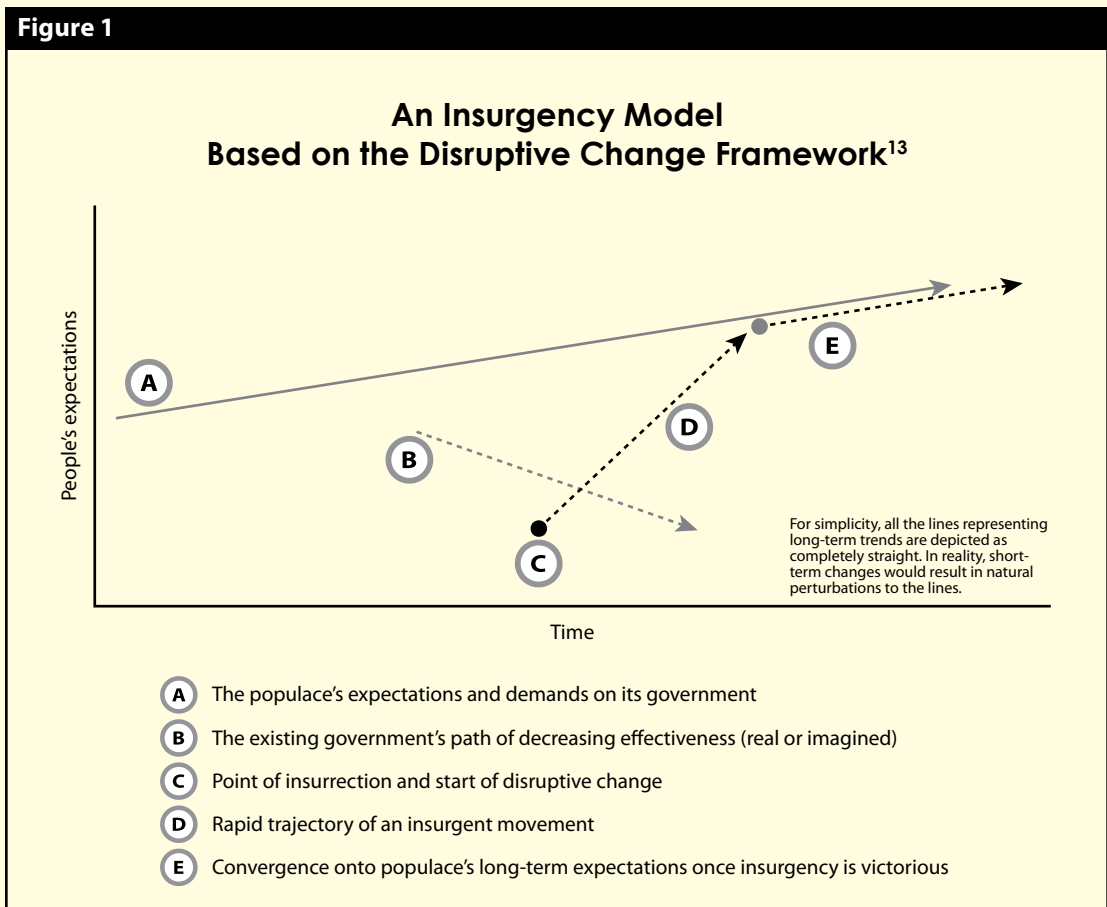 Figure 1
An Insurgency Model
Based on the Disruptive Change Framework13
People's expectations
A
B
C
D
E
For simplicity, all the lines representing
long-term trends are depicted as
completely straight. In reality, short-
term changes would result in natural
perturbations to the lines.
Time
A The populace's expectations and demands on its government
B The existing government's path of decreasing effectiveness (real or imagined)
C Point of insurrection and start of disruptive change
D Rapid trajectory of an insurgent movement
E Convergence onto populace's long-term expectations once insurgency is victorious